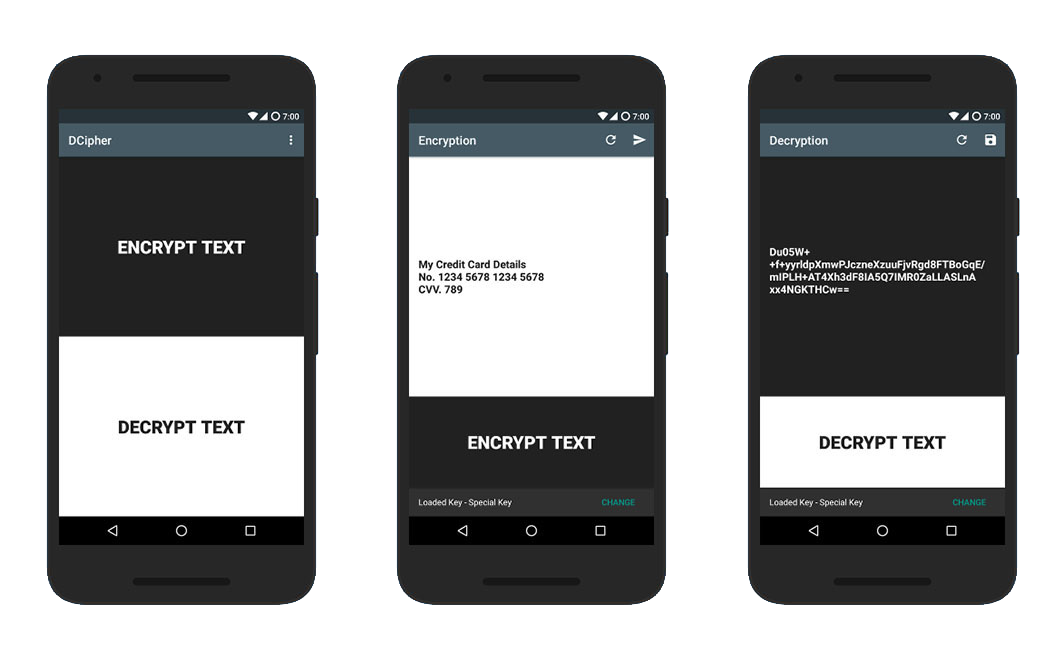 7:00
DCipher
ENCRYPT TEXT
DECRYPT TEXT
7:00
Encryption
My Credit Card Details
No. 1234 5678 1234 5678
CVV. 789
ENCRYPT TEXT
Loaded Key - Special Key
CHANGE
7:00
Decryption
Du05W+
+f+yyrldpXmwPJczneXzuuFjvRgd8FTBoGqE/
mIPLH+AT4Xh3dF8IA5Q7IMR0ZaLLASLnA
xx4NGKTHCw==
DECRYPT TEXT
Loaded Key - Special Key
CHANGE